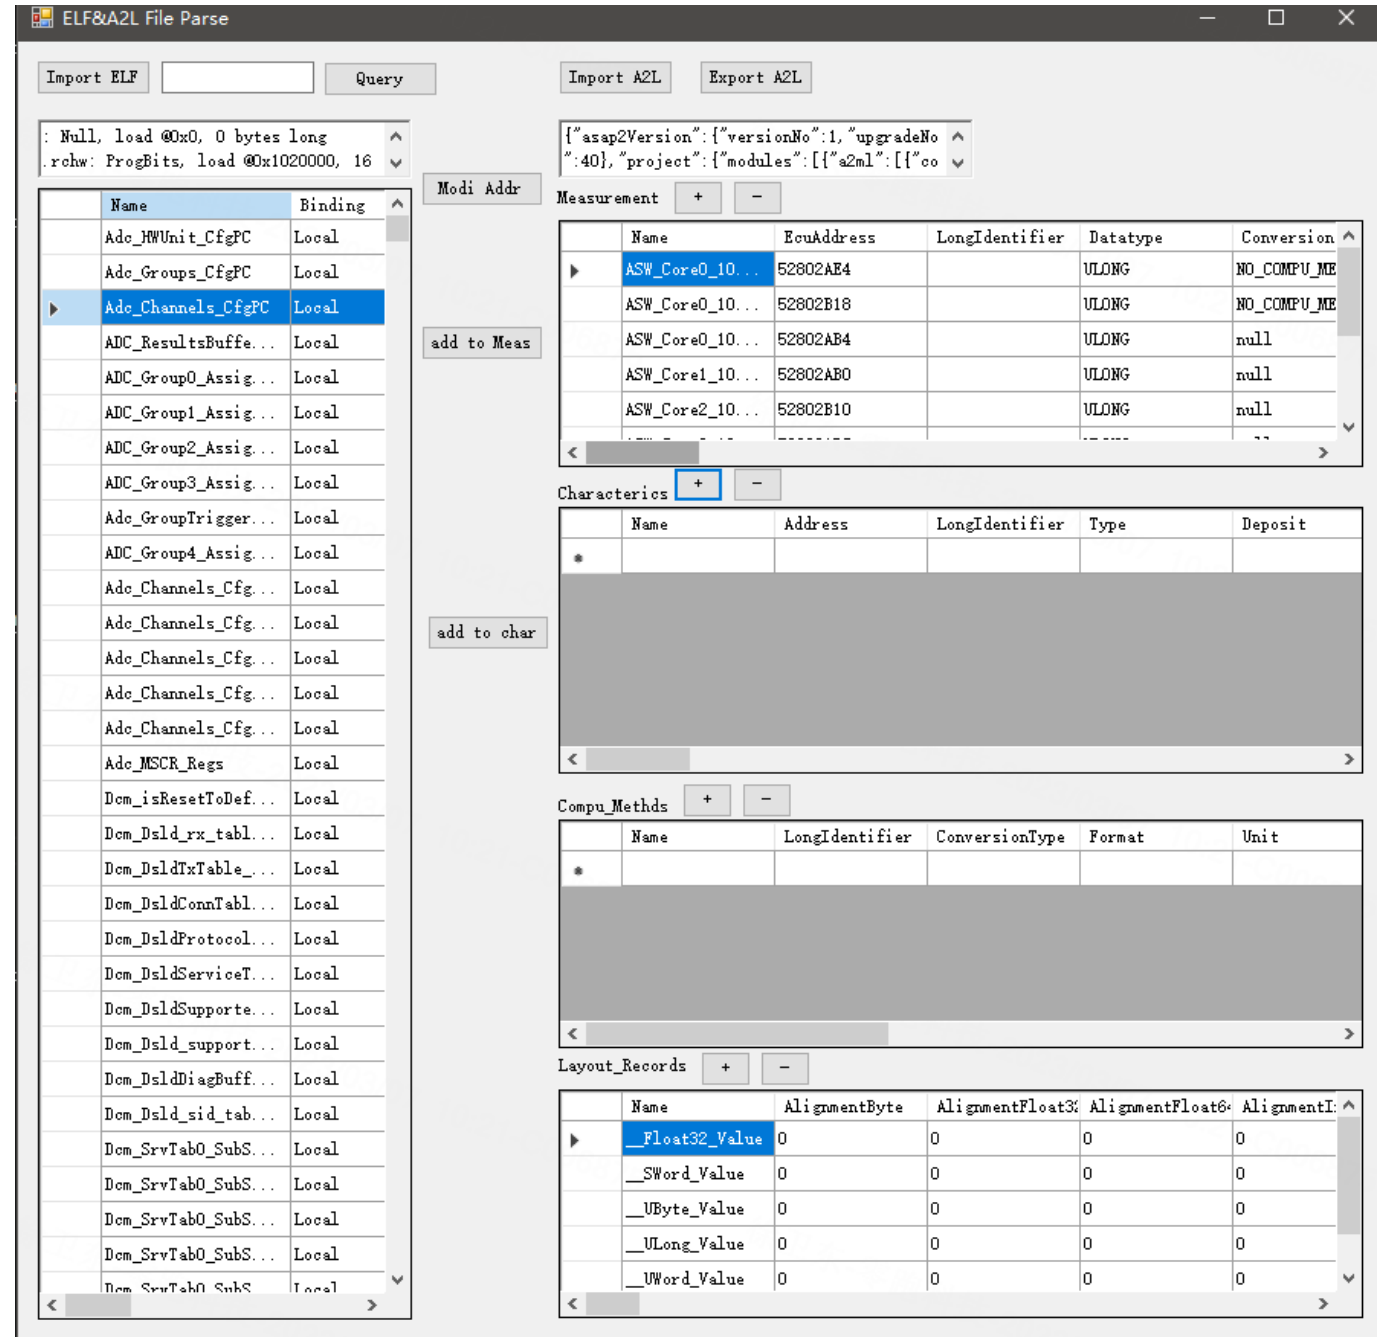 ELF&A2L File Parse
Import ELF
Query
Import A2L
Export A2L
: Null, load @0x0, 0 bytes long
.rchw: ProgBits, load @0x1020000, 16
{"asap2Version":{"versionNo":1,"upgradeNo
":40},"project":{"modules":[{"a2ml":[{"co
Modi Addr
add to Meas
add to char
Name Binding
Adc_HWUnit_CfgPC Local
Adc_Groups_CfgPC Local
Adc_Channels_CfgPC Local
ADC_ResultsBuffe... Local
ADC_Group0_Assig... Local
ADC_Group1_Assig... Local
ADC_Group2_Assig... Local
ADC_Group3_Assig... Local
Adc_GroupTrigger... Local
ADC_Group4_Assig... Local
Adc_Channels_Cfg... Local
Adc_Channels_Cfg... Local
Adc_Channels_Cfg... Local
Adc_Channels_Cfg... Local
Adc_Channels_Cfg... Local
Adc_MSCR_Regs Local
Dcm_isResetToDef... Local
Dcm_Dsld_rx_tabl... Local
Dcm_DsldTxTable_... Local
Dcm_DsldConnTabl... Local
Dcm_DsldProtocol... Local
Dcm_DsldServiceT... Local
Dcm_DsldSupporte... Local
Dcm_Dsld_support... Local
Dcm_DsldDiagBuff... Local
Dcm_Dsld_sid_tab... Local
Dcm_SrvTab0_SubS... Local
Dcm_SrvTab0_SubS... Local
Dcm_SrvTab0_SubS... Local
Dcm_SrvTab0_SubS... Local
Dcm_SrvTab0_SubS... Local
Measurement + -
Name EcuAddress LongIdentifier Datatype Conversion
ASW_Core0_10... 52802AE4 ULONG NO_COMPU_ME
ASW_Core0_10... 52802B18 ULONG NO_COMPU_ME
ASW_Core0_10... 52802AB4 ULONG null
ASW_Core1_10... 52802AB0 ULONG null
ASW_Core2_10... 52802B10 ULONG null
Characterics + -
Name Address LongIdentifier Type Deposit
Compu_Methds + -
Name LongIdentifier ConversionType Format Unit
Layout_Records + -
Name AlignmentByte AlignmentFloat32 AlignmentFloat64 AlignmentI
__Float32_Value 0 0 0 0
__SWord_Value 0 0 0 0
__UByte_Value 0 0 0 0
__ULong_Value 0 0 0 0
__UWord_Value 0 0 0 0